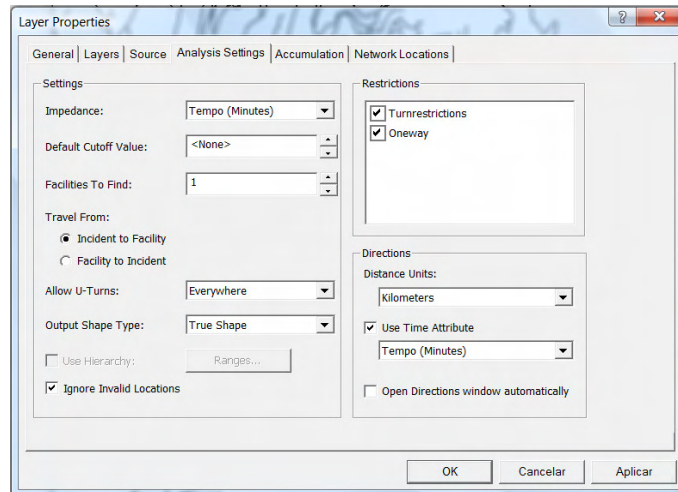 Layer Properties
General Layers Source Analysis Settings Accumulation Network Locations
Settings
Impedance: Tempo (Minutes)
Default Cutoff Value: <None>
Facilities To Find: 1
Travel From:
Incident to Facility
Facility to Incident
Allow U-Turns: Everywhere
Output Shape Type: True Shape
Use Hierarchy: Ranges...
Ignore Invalid Locations
Restrictions
Turnrestrictions
Oneway
Directions
Distance Units:
Kilometers
Use Time Attribute
Tempo (Minutes)
Open Directions window automatically
OK Cancelar Aplicar